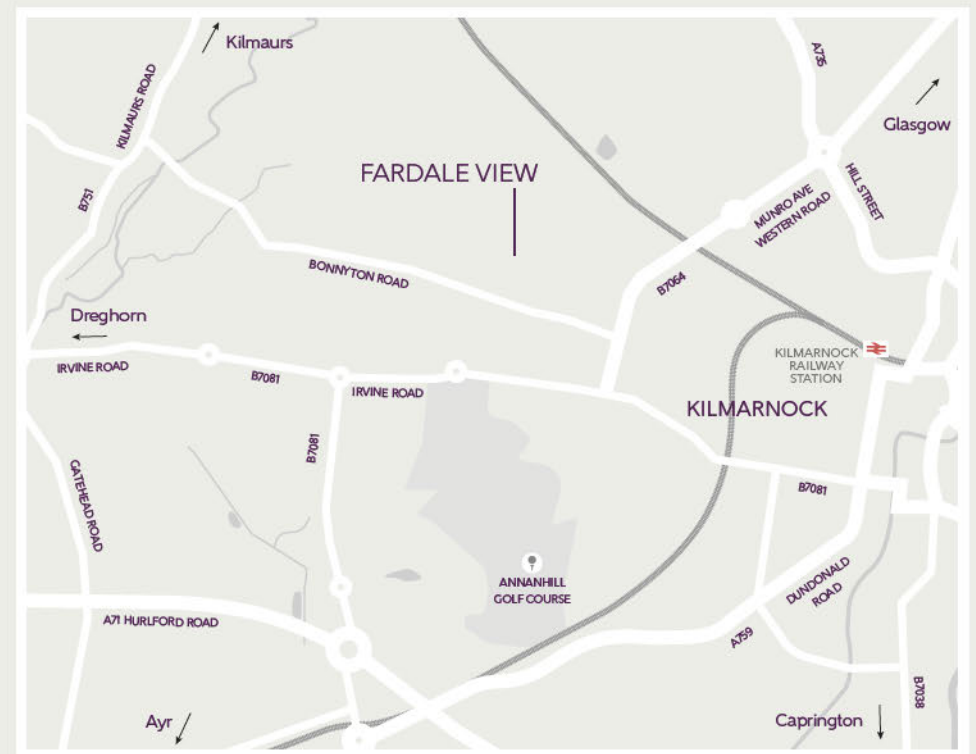 Kilmaurs
KILMAURS ROAD
A735
Glasgow
B751
FARDALE VIEW
HILL STREET
MUNRO AVE
WESTERN ROAD
BONNYTON ROAD
B7064
Dreghorn
IRVINE ROAD
B7081
IRVINE ROAD
KILMARNOCK
RAILWAY
STATION
KILMARNOCK
B7081
B7081
GATEHEAD ROAD
ANNANHILL
GOLF COURSE
DUNDONALD
ROAD
A71 HURLFORD ROAD
A759
B7038
Ayr
Caprington